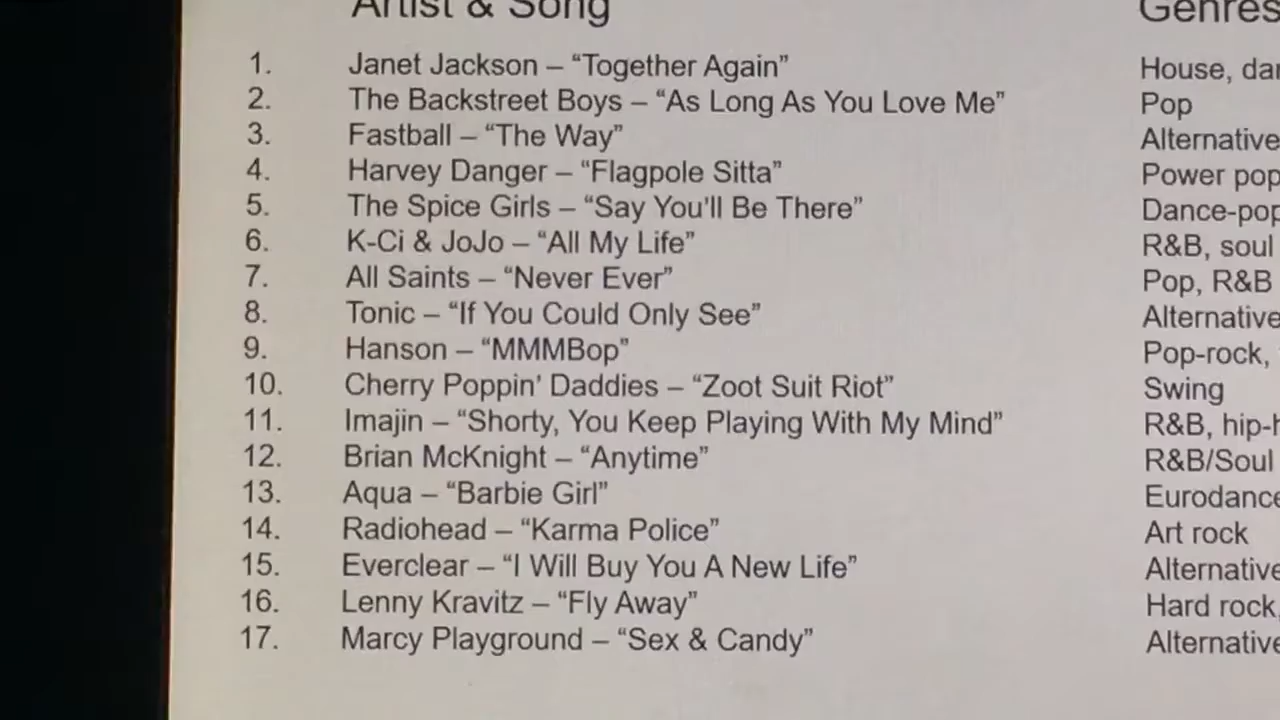 Artist & Song Genres
1. Janet Jackson – “Together Again” House,
2. The Backstreet Boys – “As Long As You Love Me” Pop
3. Fastball – “The Way” Alternative
4. Harvey Danger – “Flagpole Sitta” Power pop
5. The Spice Girls – “Say You'll Be There” Dance-pop
6. K-Ci & JoJo – “All My Life” R&B, soul
7. All Saints – “Never Ever” Pop, R&B
8. Tonic – “If You Could Only See” Alternative
9. Hanson – “MMMBop” Pop-rock,
10. Cherry Poppin' Daddies – “Zoot Suit Riot” Swing
11. Imajin – “Shorty, You Keep Playing With My Mind” R&B,
12. Brian McKnight – “Anytime” R&B/Soul
13. Aqua – “Barbie Girl” Eurodance
14. Radiohead – “Karma Police” Art rock
15. Everclear – “I Will Buy You A New Life” Alternative
16. Lenny Kravitz – “Fly Away” Hard rock,
17. Marcy Playground – “Sex & Candy” Alternative